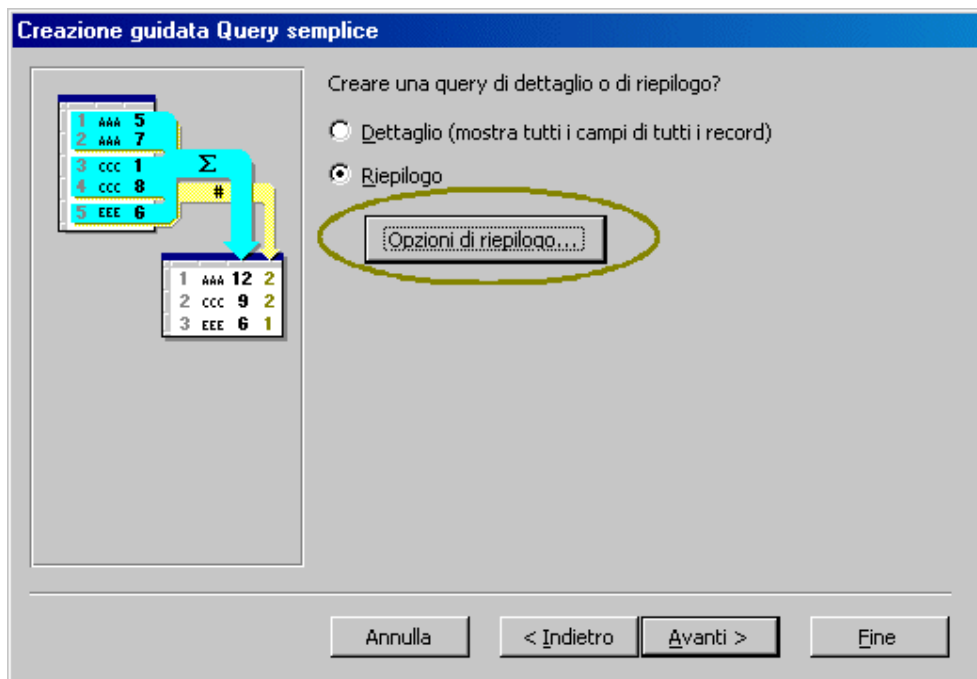 Creazione guidata Query semplice
Creare una query di dettaglio o di riepilogo?
Dettaglio (mostra tutti i campi di tutti i record)
Riepilogo
Opzioni di riepilogo...
1 AAA 5
2 AAA 7
3 CCC 1
4 CCC 8
5 EEE 6
Σ
#
1 AAA 12 2
2 CCC 9 2
3 EEE 6 1
Annulla
< Indietro
Avanti >
Fine